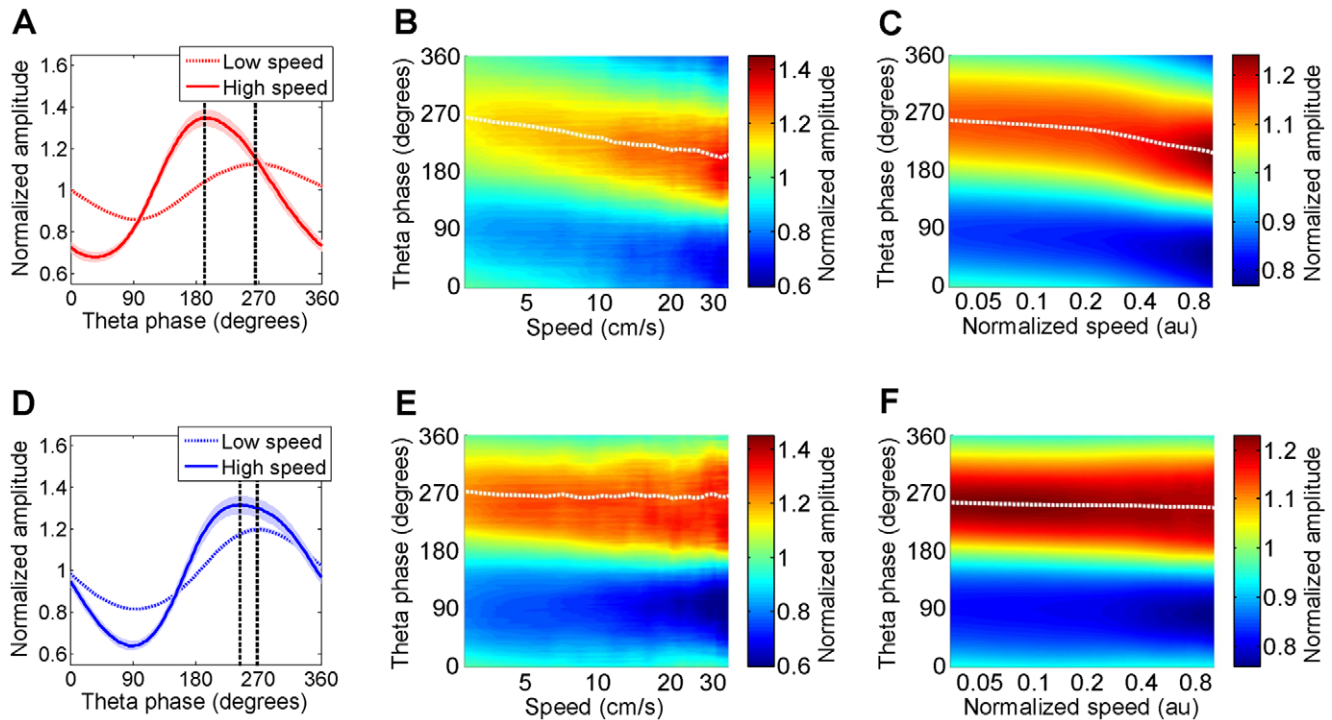 A
Normalized amplitude
1.6
1.4
1.2
1
0.8
0.6
Low speed
High speed
0 90 180 270 360
Theta phase (degrees)
B
Theta phase (degrees)
360
270
180
90
0
5 10 20 30
Speed (cm/s)
1.4
1.2
1
0.8
0.6
Normalized amplitude
C
Theta phase (degrees)
360
270
180
90
0
0.05 0.1 0.2 0.4 0.8
Normalized speed (au)
1.2
1.1
1
0.9
0.8
Normalized amplitude
D
Normalized amplitude
1.6
1.4
1.2
1
0.8
0.6
Low speed
High speed
0 90 180 270 360
Theta phase (degrees)
E
Theta phase (degrees)
360
270
180
90
0
5 10 20 30
Speed (cm/s)
1.4
1.2
1
0.8
0.6
Normalized amplitude
F
Theta phase (degrees)
360
270
180
90
0
0.05 0.1 0.2 0.4 0.8
Normalized speed (au)
1.2
1.1
1
0.9
0.8
Normalized amplitude